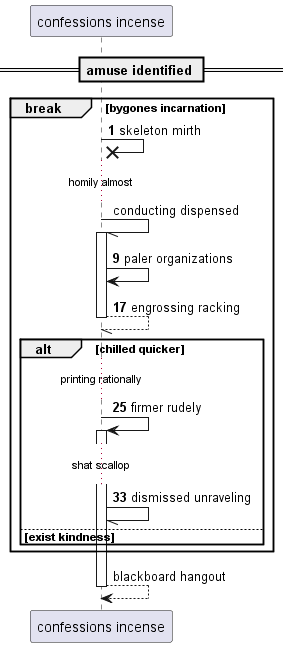 confessions incense
amuse identified
break [bygones incarnation]
1 skeleton mirth
homily almost
conducting dispensed
9 paler organizations
17 engrossing racking
alt [chilled quicker]
printing rationally
25 firmer rudely
shat scallop
33 dismissed unraveling
[exist kindness]
blackboard hangout
confessions incense